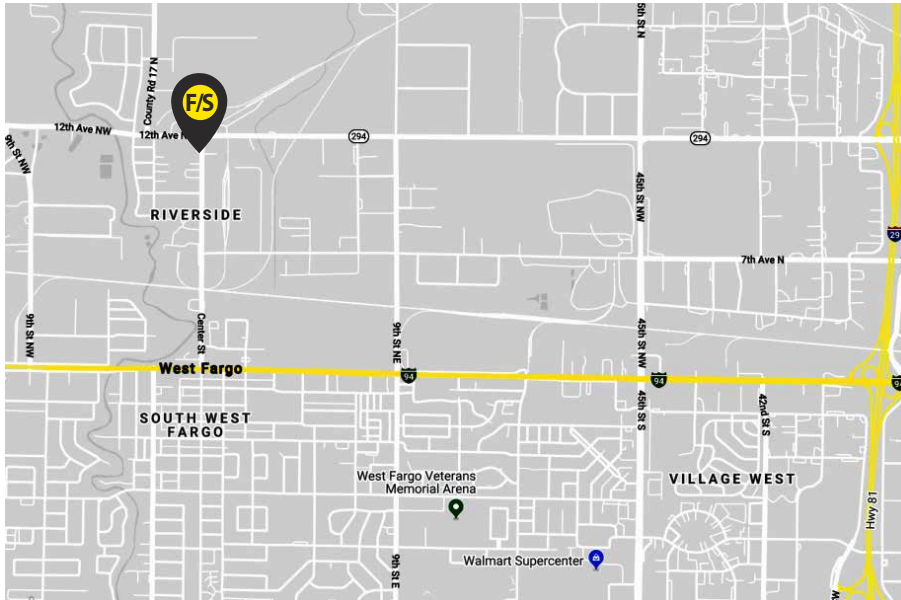 5th St N
County Rd 17 N
F/S
12th Ave NW
12th Ave N
294
294
9th St NW
45th St NW
RIVERSIDE
29
7th Ave N
9th St NW
Center St
9th St NE
45th St NW
West Fargo
94
94
94
45th St S
42nd St S
SOUTH WEST
FARGO
West Fargo Veterans
Memorial Arena
VILLAGE WEST
Hwy 81
Walmart Supercenter
9th St E